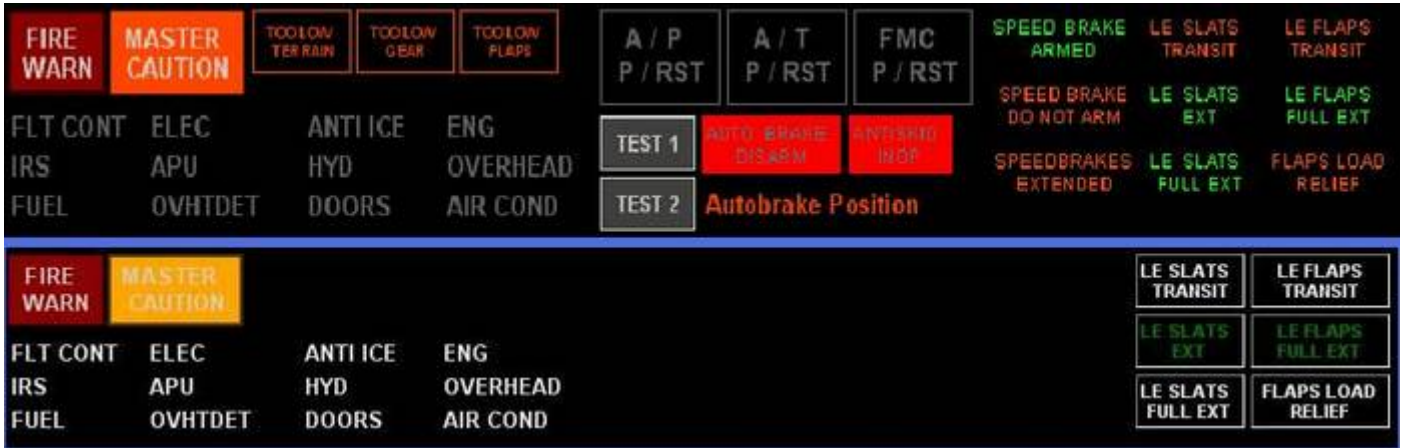 FIRE
WARN
MASTER
CAUTION
TOO LOW
TERRAIN
TOO LOW
GEAR
TOO LOW
FLAPS
A / P
P / RST
A / T
P / RST
FMC
P / RST
SPEED BRAKE
ARMED
LE SLATS
TRANSIT
LE FLAPS
TRANSIT
SPEED BRAKE
DO NOT ARM
LE SLATS
EXT
LE FLAPS
FULL EXT
SPEEDBRAKES
EXTENDED
LE SLATS
FULL EXT
FLAPS LOAD
RELIEF
FLT CONT ELEC ANTI ICE ENG
IRS APU HYD OVERHEAD
FUEL OVHTDET DOORS AIR COND
TEST 1
AUTO BRAKE
DISARM
ANTISKID
INOP
TEST 2
Autobrake Position
FIRE
WARN
MASTER
CAUTION
LE SLATS
TRANSIT
LE FLAPS
TRANSIT
LE SLATS
EXT
LE FLAPS
FULL EXT
LE SLATS
FULL EXT
FLAPS LOAD
RELIEF
FLT CONT ELEC ANTI ICE ENG
IRS APU HYD OVERHEAD
FUEL OVHTDET DOORS AIR COND